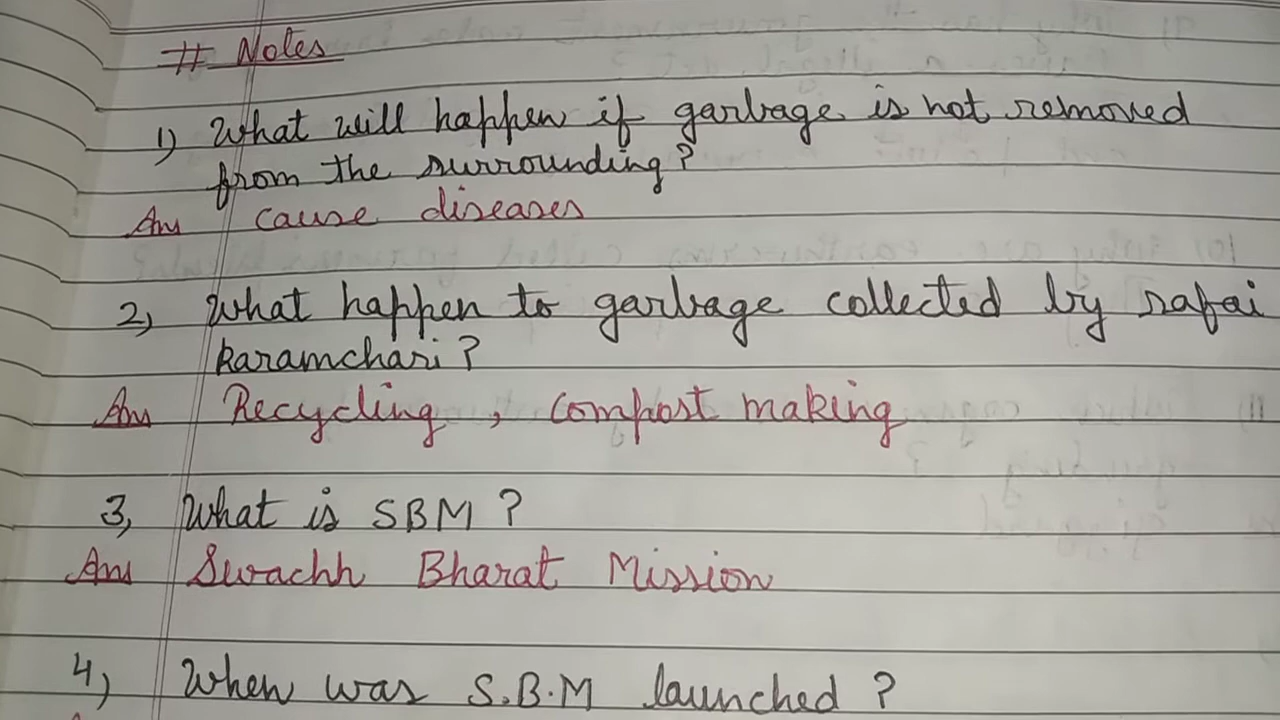 # Notes
1) What will happen if garbage is not removed
from the surrounding?
Ans cause diseases
2) What happen to garbage collected by safai
karamchari?
Ans Recycling, compost making
3, What is SBM?
Ans Swachh Bharat Mission
4) When was S.B.M launched?